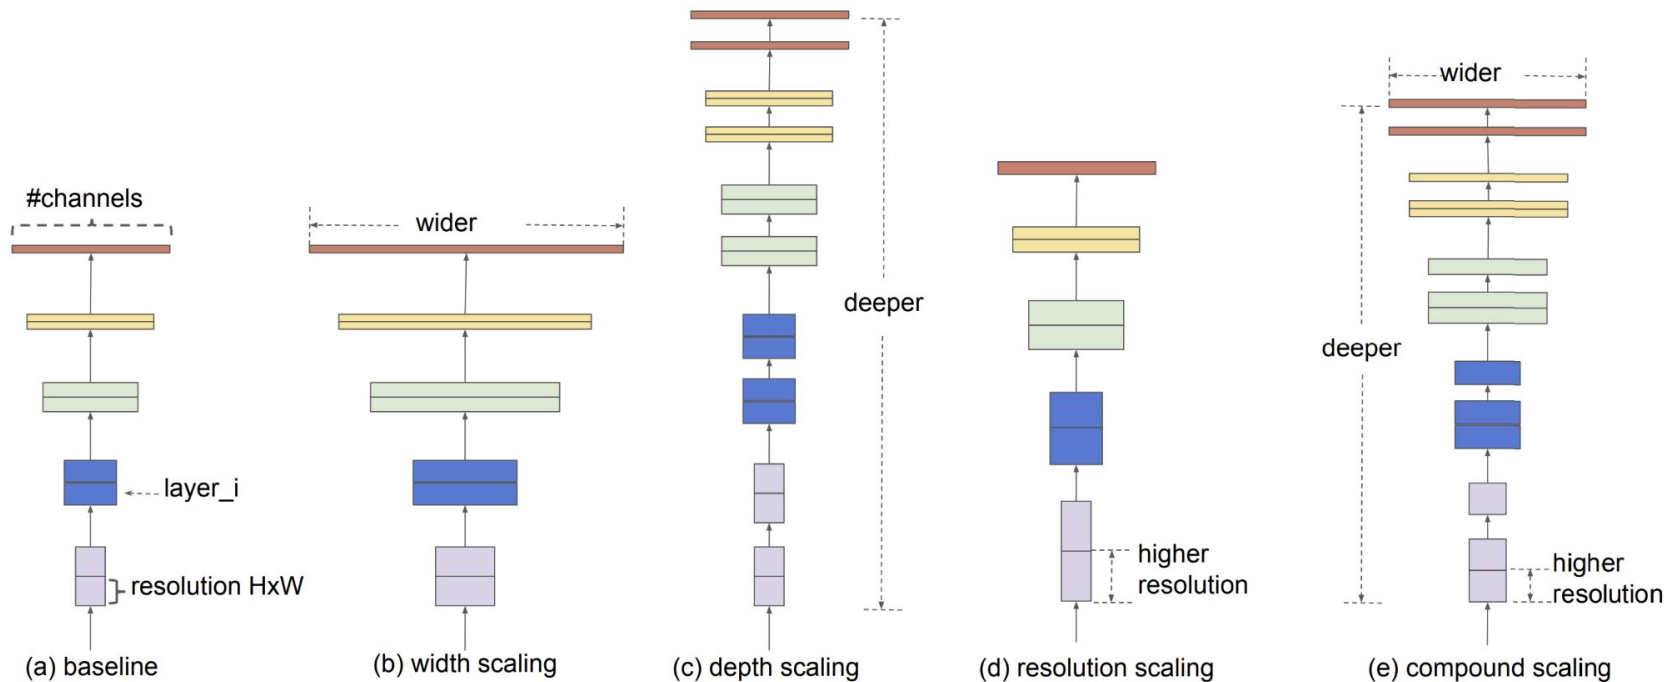 #channels
layer_i
resolution HxW
(a) baseline
wider
(b) width scaling
deeper
(c) depth scaling
higher
resolution
(d) resolution scaling
wider
deeper
higher
resolution
(e) compound scaling